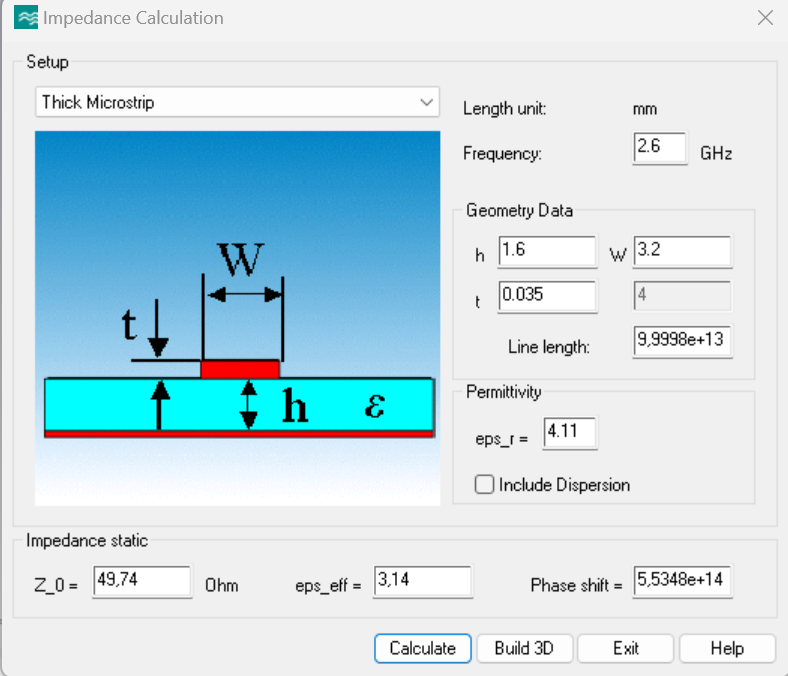 Impedance Calculation
Setup
Thick Microstrip
Length unit: mm
Frequency: 2.6 GHz
W
t
h ε
Geometry Data
h 1.6 W 3.2
t 0.035 4
Line length: 9,9998e+13
Permittivity
eps_r = 4.11
Include Dispersion
Impedance static
Z_0 = 49,74 Ohm eps_eff = 3,14 Phase shift = 5,5348e+14
Calculate Build 3D Exit Help